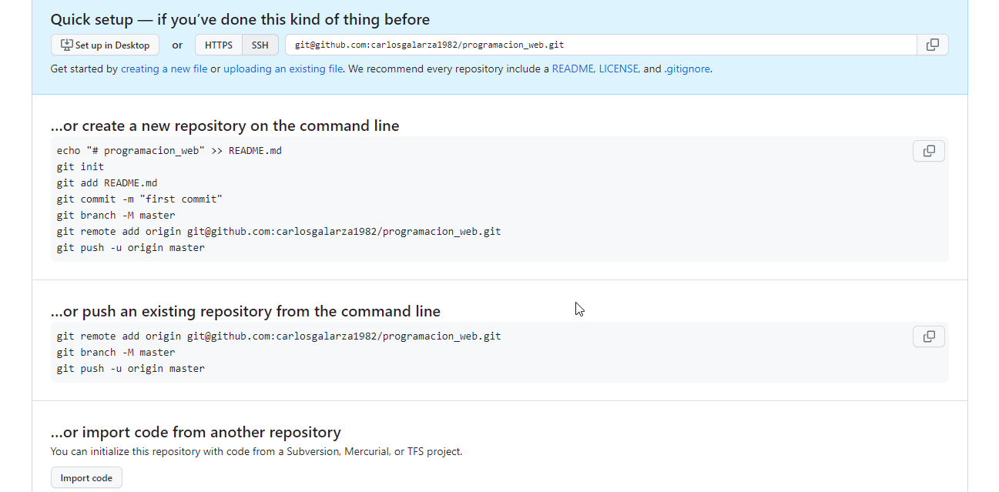 Quick setup — if you’ve done this kind of thing before
Set up in Desktop or HTTPS SSH git@github.com:carlosgalarza1982/programacion_web.git
Get started by creating a new file or uploading an existing file. We recommend every repository include a README, LICENSE, and .gitignore.
…or create a new repository on the command line
echo "# programacion_web" >> README.md
git init
git add README.md
git commit -m "first commit"
git branch -M master
git remote add origin git@github.com:carlosgalarza1982/programacion_web.git
git push -u origin master
…or push an existing repository from the command line
git remote add origin git@github.com:carlosgalarza1982/programacion_web.git
git branch -M master
git push -u origin master
…or import code from another repository
You can initialize this repository with code from a Subversion, Mercurial, or TFS project.
Import code